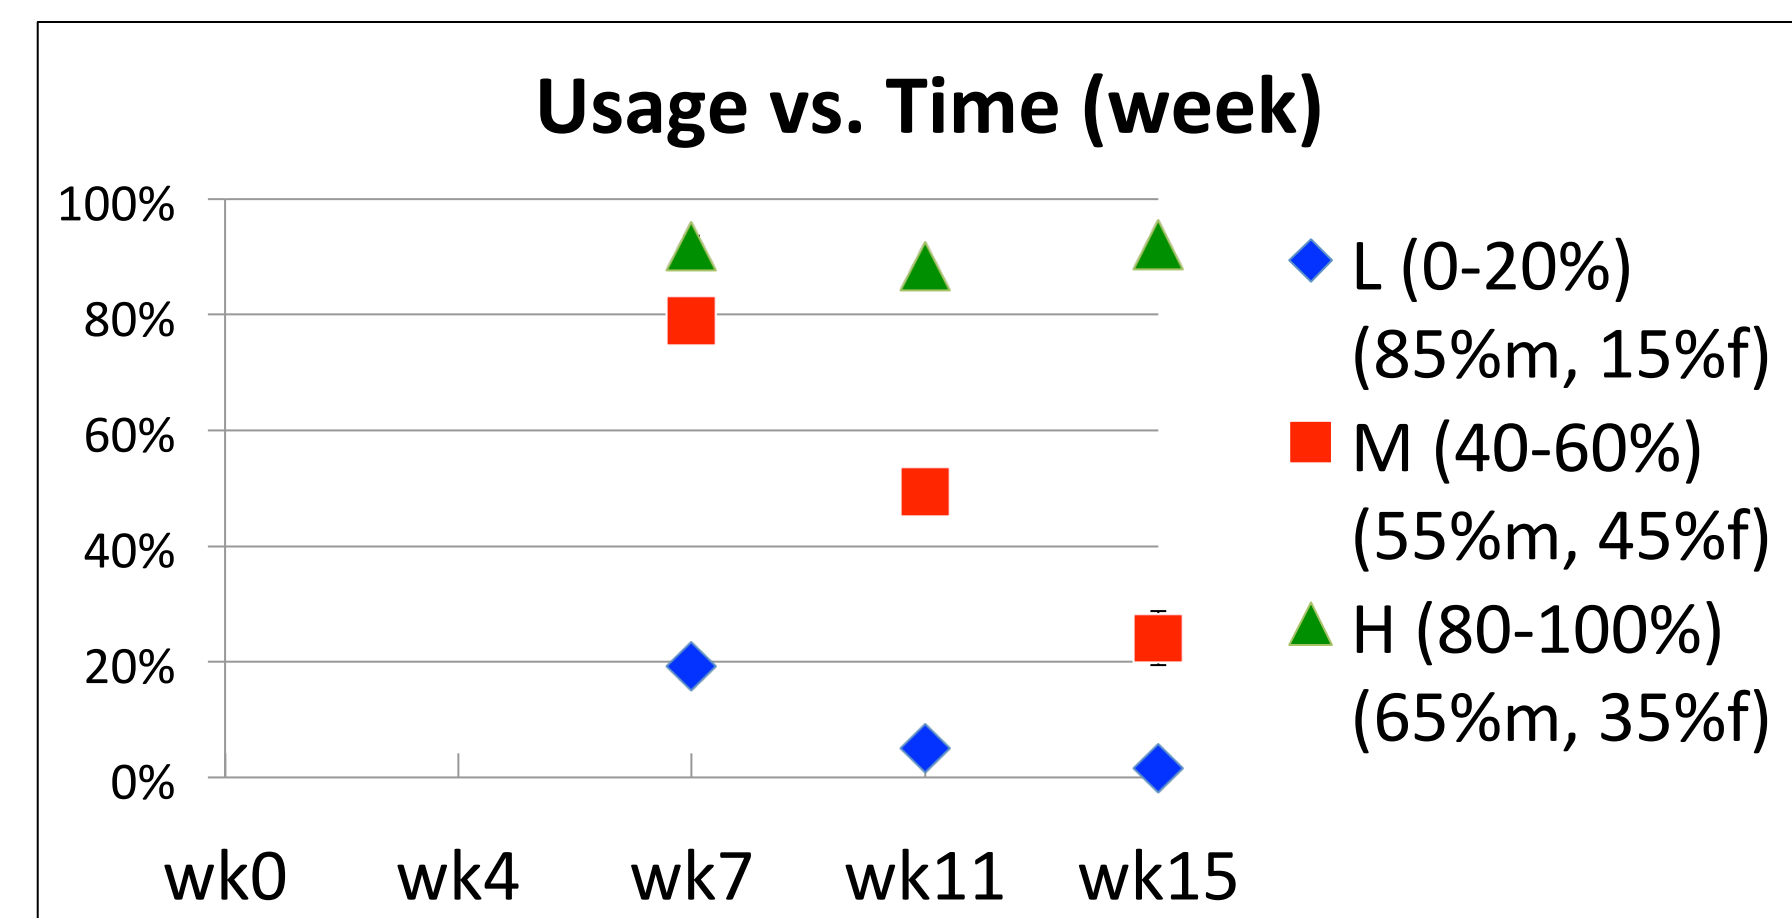 Usage vs. Time (week)
100%
80%
60%
40%
20%
0%
wk0 wk4 wk7 wk11 wk15
L (0-20%)
(85%m, 15%f)
M (40-60%)
(55%m, 45%f)
H (80-100%)
(65%m, 35%f)